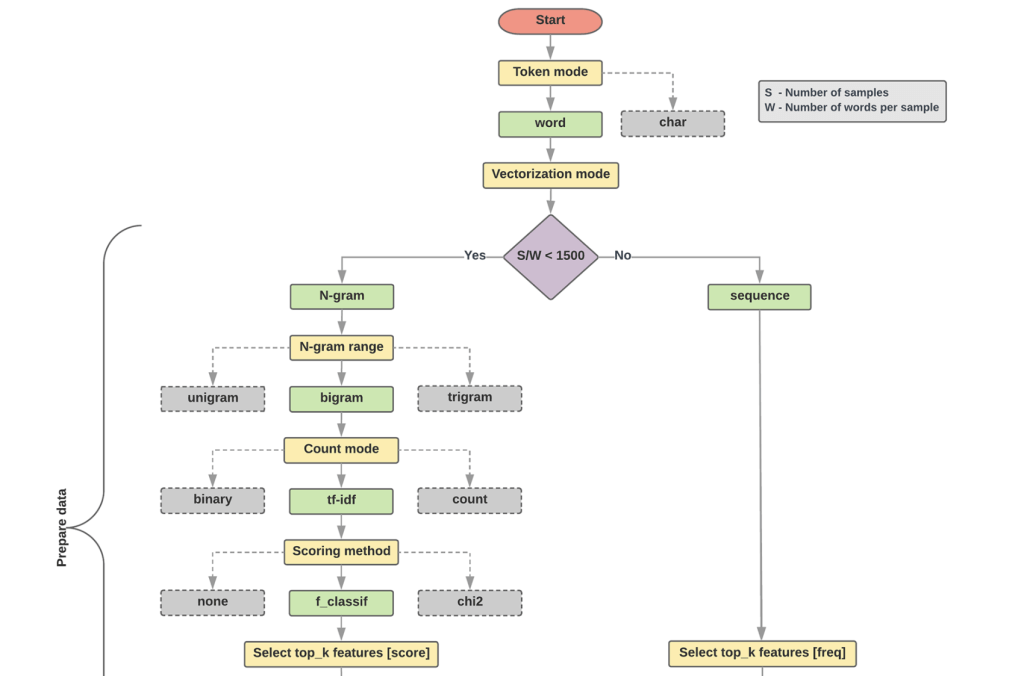 Start
Token mode
S - Number of samples
W - Number of words per sample
word
char
Vectorization mode
Yes
S/W < 1500
No
N-gram
sequence
N-gram range
unigram
bigram
trigram
Count mode
binary
tf-idf
count
Prepare data
Scoring method
none
f_classif
chi2
Select top_k features [score]
Select top_k features [freq]